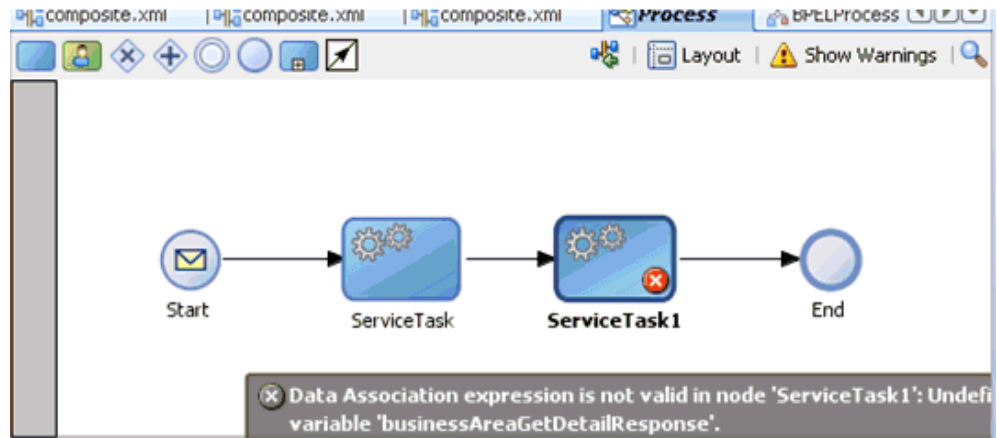 composite.xml composite.xml composite.xml Process BPELProcess
Layout Show Warnings
Start
ServiceTask
ServiceTask1
End
Data Association expression is not valid in node 'ServiceTask1': Undefi
variable 'businessAreaGetDetailResponse'.